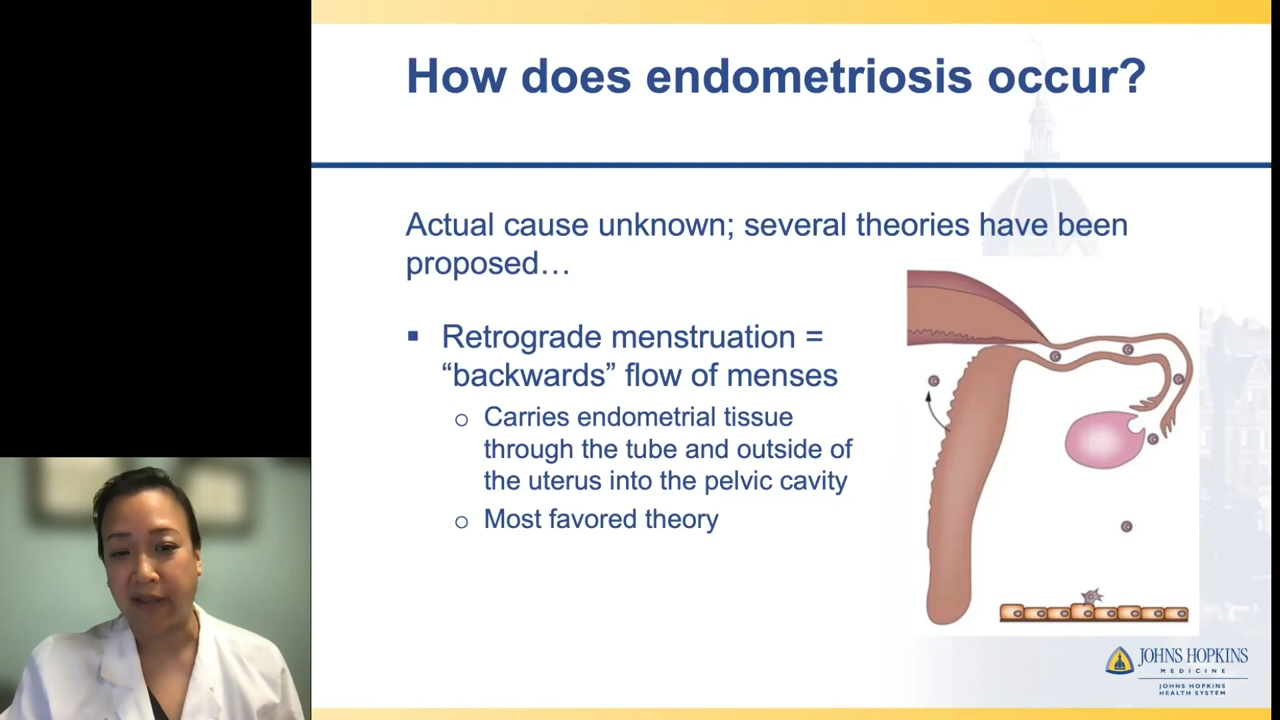 How does endometriosis occur?
Actual cause unknown; several theories have been
proposed…
▪ Retrograde menstruation =
“backwards” flow of menses
o Carries endometrial tissue
through the tube and outside of
the uterus into the pelvic cavity
o Most favored theory
JOHNS HOPKINS
MEDICINE
JOHNS HOPKINS
HEALTH SYSTEM